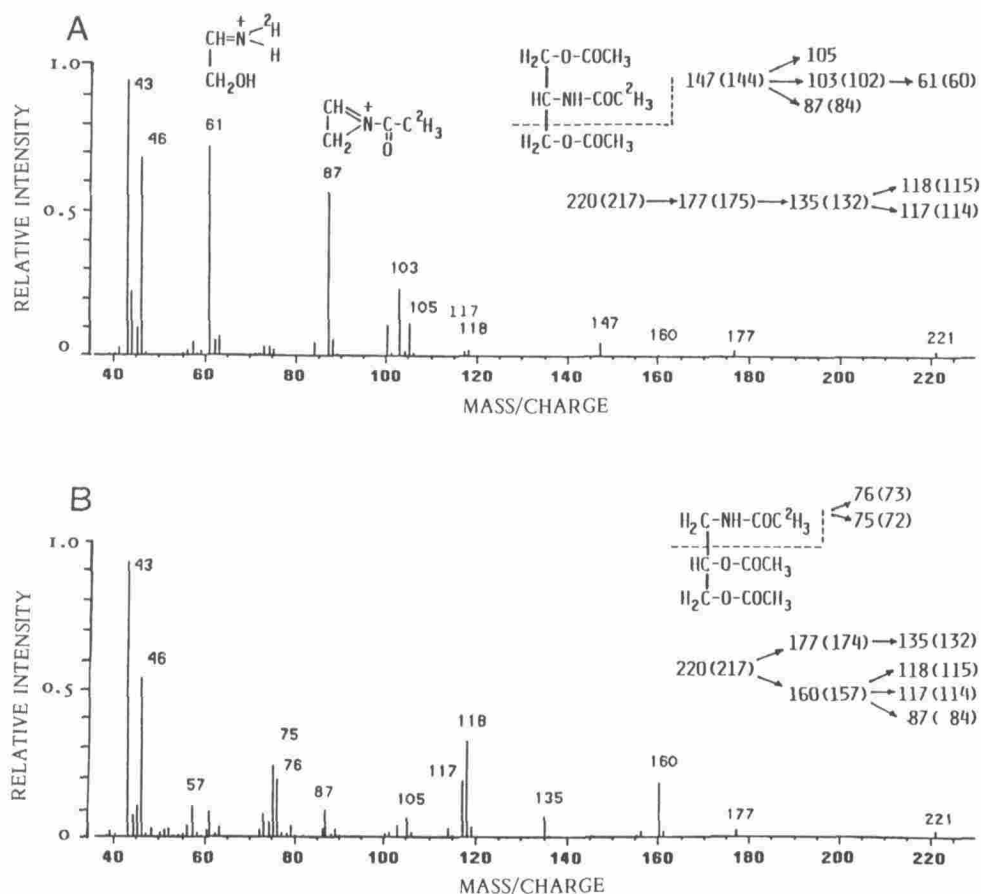 A
1.0
0.5
0
RELATIVE INTENSITY
43
46
61
87
103
105
117
118
147
160
177
221
40 60 80 100 120 140 160 180 200 220
MASS/CHARGE
+ ²H
CH=N
H
CH₂OH
CH +
N-C-C²H₃
CH₂ O
H₂C-O-COCH₃
HC-NH-COC²H₃
H₂C-O-COCH₃
105
147(144) 103(102)→61(60)
87(84)
118(115)
220(217)→177(175)→135(132)
117(114)
B
1.0
0.5
0
RELATIVE INTENSITY
43
46
57
75
76
87
105
117
118
135
160
177
221
40 60 80 100 120 140 160 180 200 220
MASS/CHARGE
76(73)
75(72)
H₂C-NH-COC²H₃
HC-O-COCH₃
H₂C-O-COCH₃
177(174)→135(132)
220(217) 118(115)
160(157)→117(114)
87( 84)